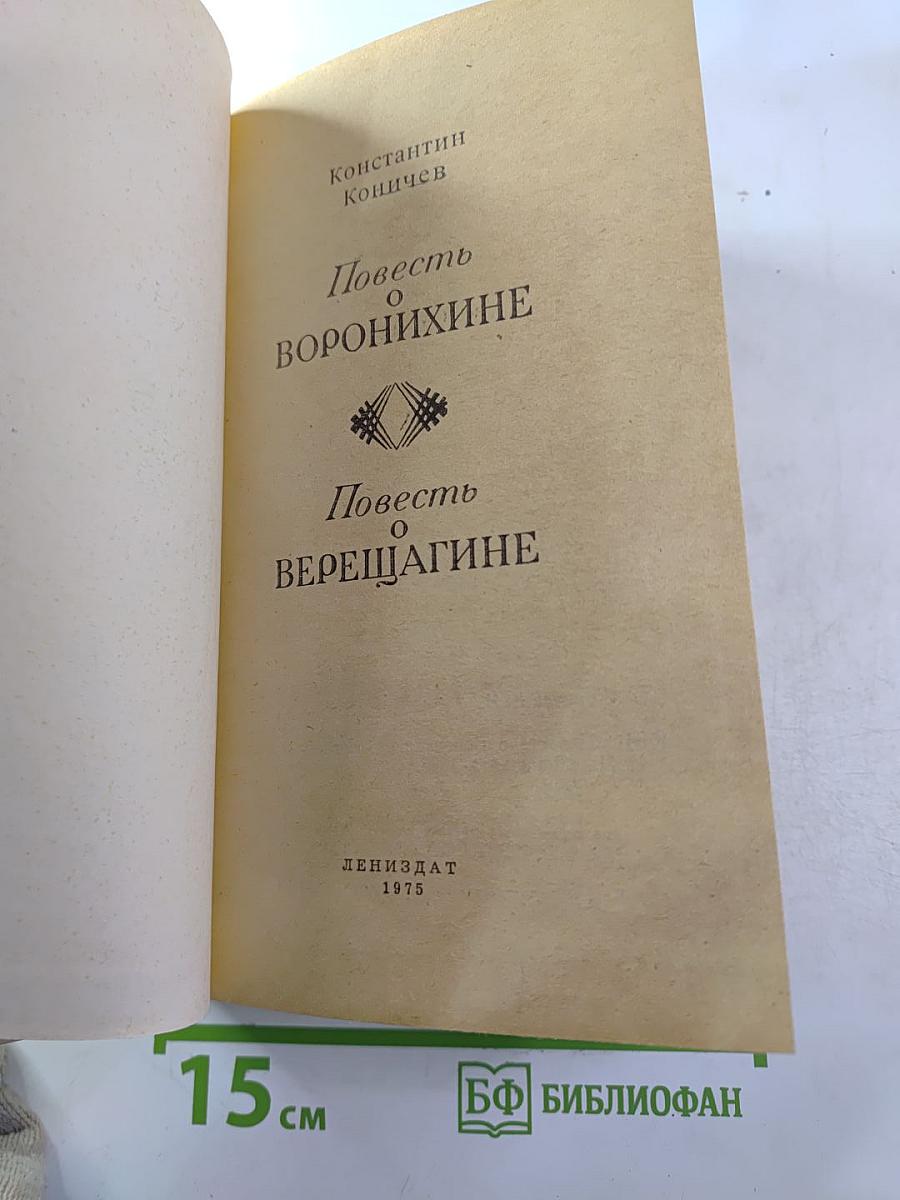 Константин
Коничев
Повесть
о
ВОРОНИХИНЕ
Повесть
о
ВЕРЕЩАГИНЕ
ЛЕНИЗДАТ
1975
15 см
БФ БИБЛИОФАН